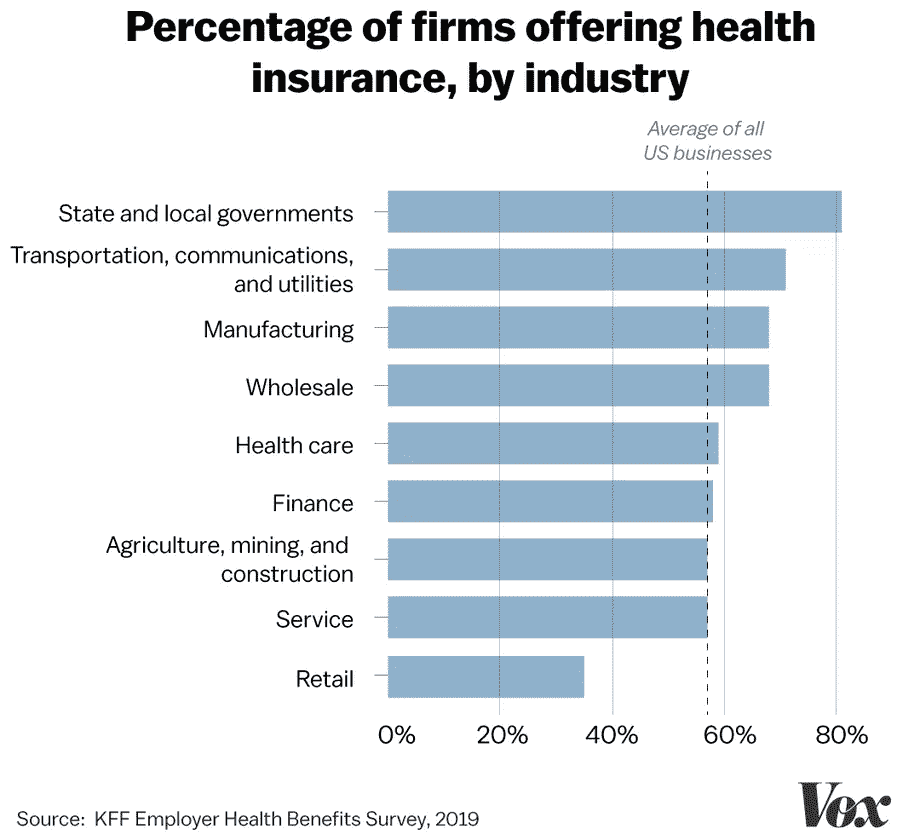 Percentage of firms offering health
insurance, by industry
Average of all
US businesses
State and local governments
Transportation, communications,
and utilities
Manufacturing
Wholesale
Health care
Finance
Agriculture, mining, and
construction
Service
Retail
0% 20% 40% 60% 80%
Source: KFF Employer Health Benefits Survey, 2019
Vox